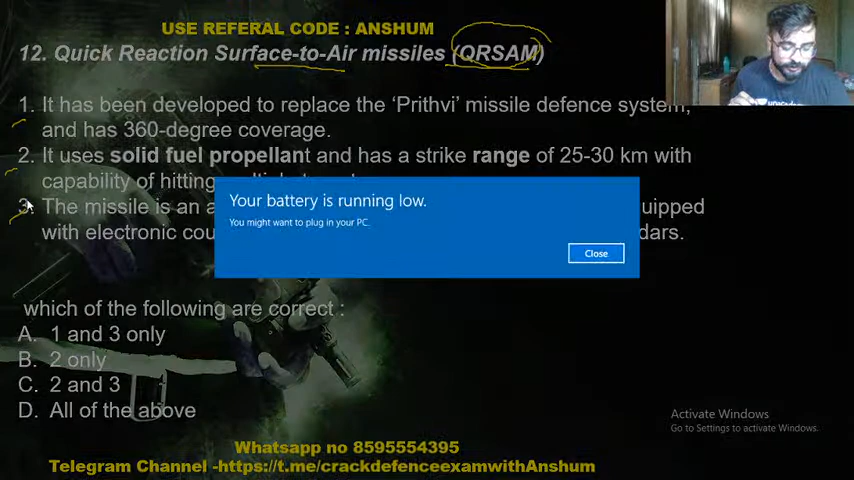 USE REFERAL CODE : ANSHUM
12. Quick Reaction Surface-to-Air missiles (QRSAM)
1. It has been developed to replace the ‘Prithvi’ missile defence system,
and has 360-degree coverage.
2. It uses solid fuel propellant and has a strike range of 25-30 km with
capability of hitting
3. The missile is an
with electronic
Your battery is running low.
You might want to plug in your PC.
Close
which of the following are correct :
A. 1 and 3 only
B. 2 only
C. 2 and 3
D. All of the above
Activate Windows
Go to Settings to activate Windows.
Whatsapp no 8595554395
Telegram Channel -https://t.me/crackdefenceexamwithAnshum